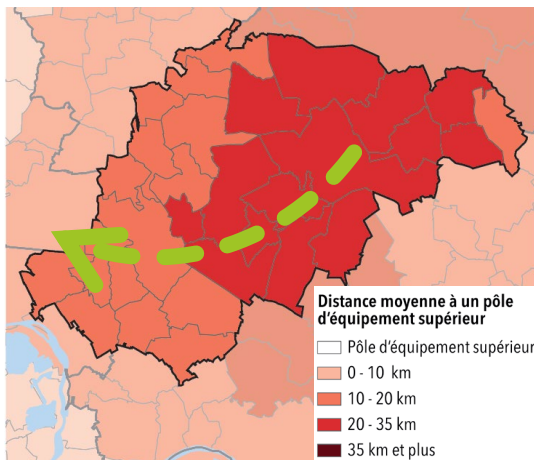 Distance moyenne à un pôle
d'équipement supérieur
Pôle d'équipement supérieur
0 - 10 km
10 - 20 km
20 - 35 km
35 km et plus